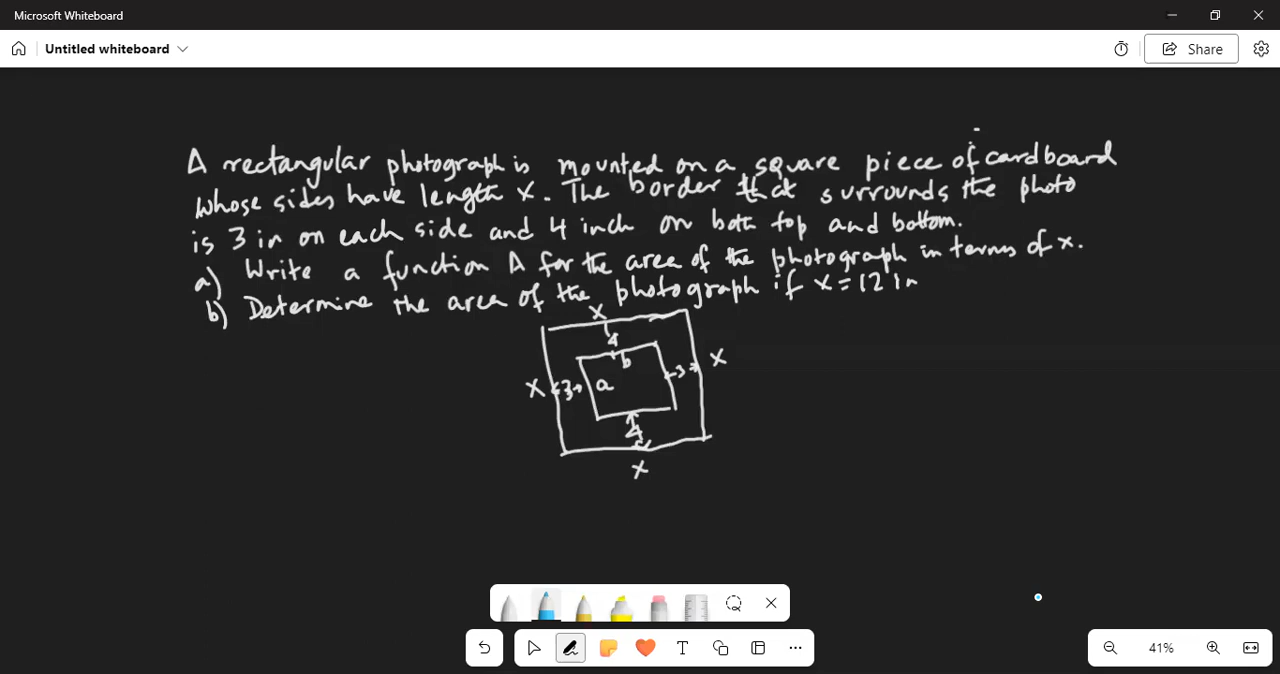 Microsoft Whiteboard
Untitled whiteboard
Share
A rectangular photograph is mounted on a square piece of cardboard
whose sides have length x. The border that surrounds the photo
is 3 in on each side and 4 inch on both top and bottom.
a) Write a function A for the area of the photograph in terms of x.
b) Determine the area of the photograph if x = 12 in
x
4
b
x 3 a 3 x
4
x
T
41%